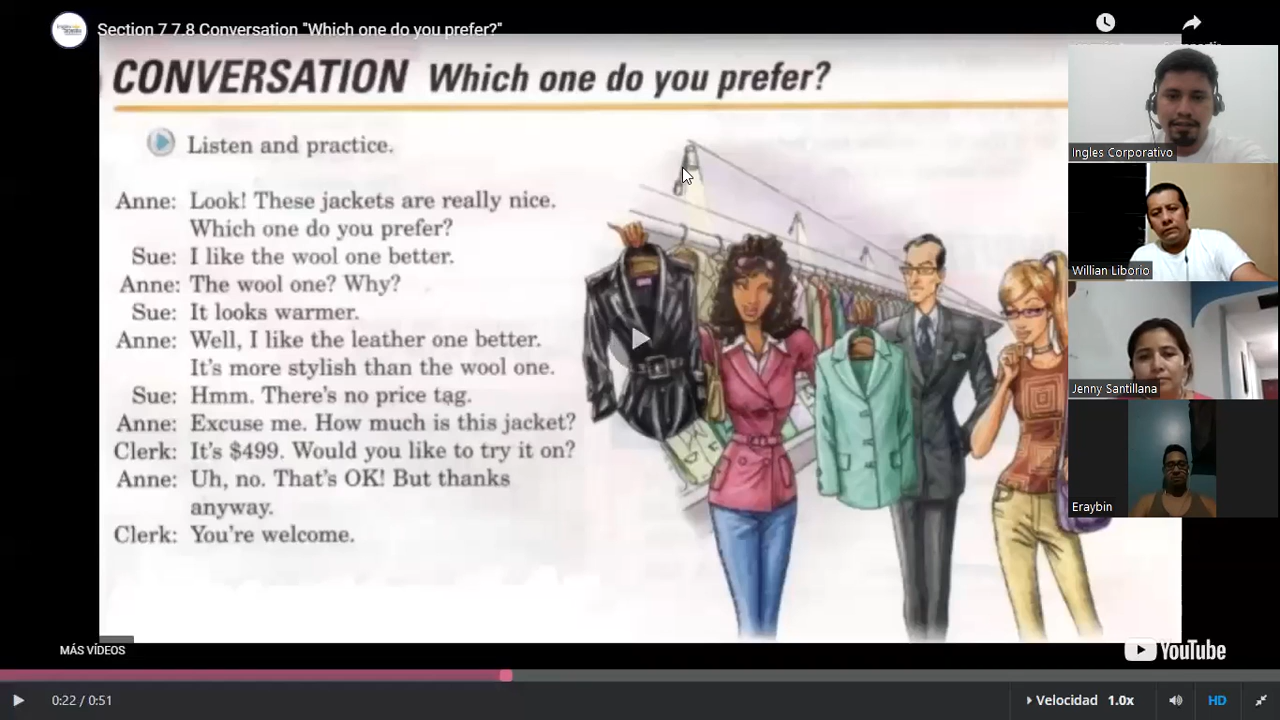 Section 7 7.8 Conversation "Which one do you prefer?"
CONVERSATION Which one do you prefer?
Listen and practice.
Anne: Look! These jackets are really nice.
Which one do you prefer?
Sue: I like the wool one better.
Anne: The wool one? Why?
Sue: It looks warmer.
Anne: Well, I like the leather one better.
It's more stylish than the wool one.
Sue: Hmm. There's no price tag.
Anne: Excuse me. How much is this jacket?
Clerk: It's $499. Would you like to try it on?
Anne: Uh, no. That's OK! But thanks
anyway.
Clerk: You're welcome.
Ingles Corporativo
Willian Liborio
Jenny Santillana
Eraybin
MÁS VÍDEOS
YouTube
0:22 / 0:51
Velocidad 1.0x
HD